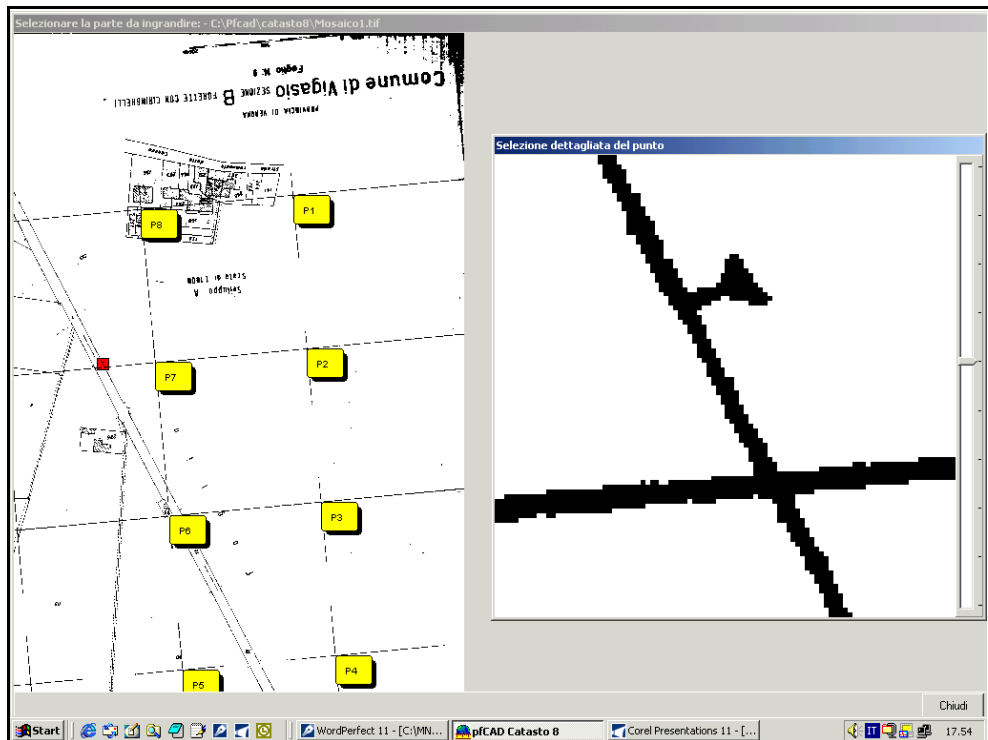 Selezionare la parte da ingrandire: - C:\Pfcad\catasto8\Mosaico1.tif
Foglio N. 9
Comune di Vigasio SEZIONE B FORETTE CON CIRINGHELLI
PROVINCIA DI VERONA
P1
P8
Scala di 1:1000
Sviluppo A
P2
P7
P3
P6
P4
P5
Selezione dettagliata del punto
Chiudi
Start
WordPerfect 11 - [C:\MN...
pfCAD Catasto 8
Corel Presentations 11 - [...
IT
17.54